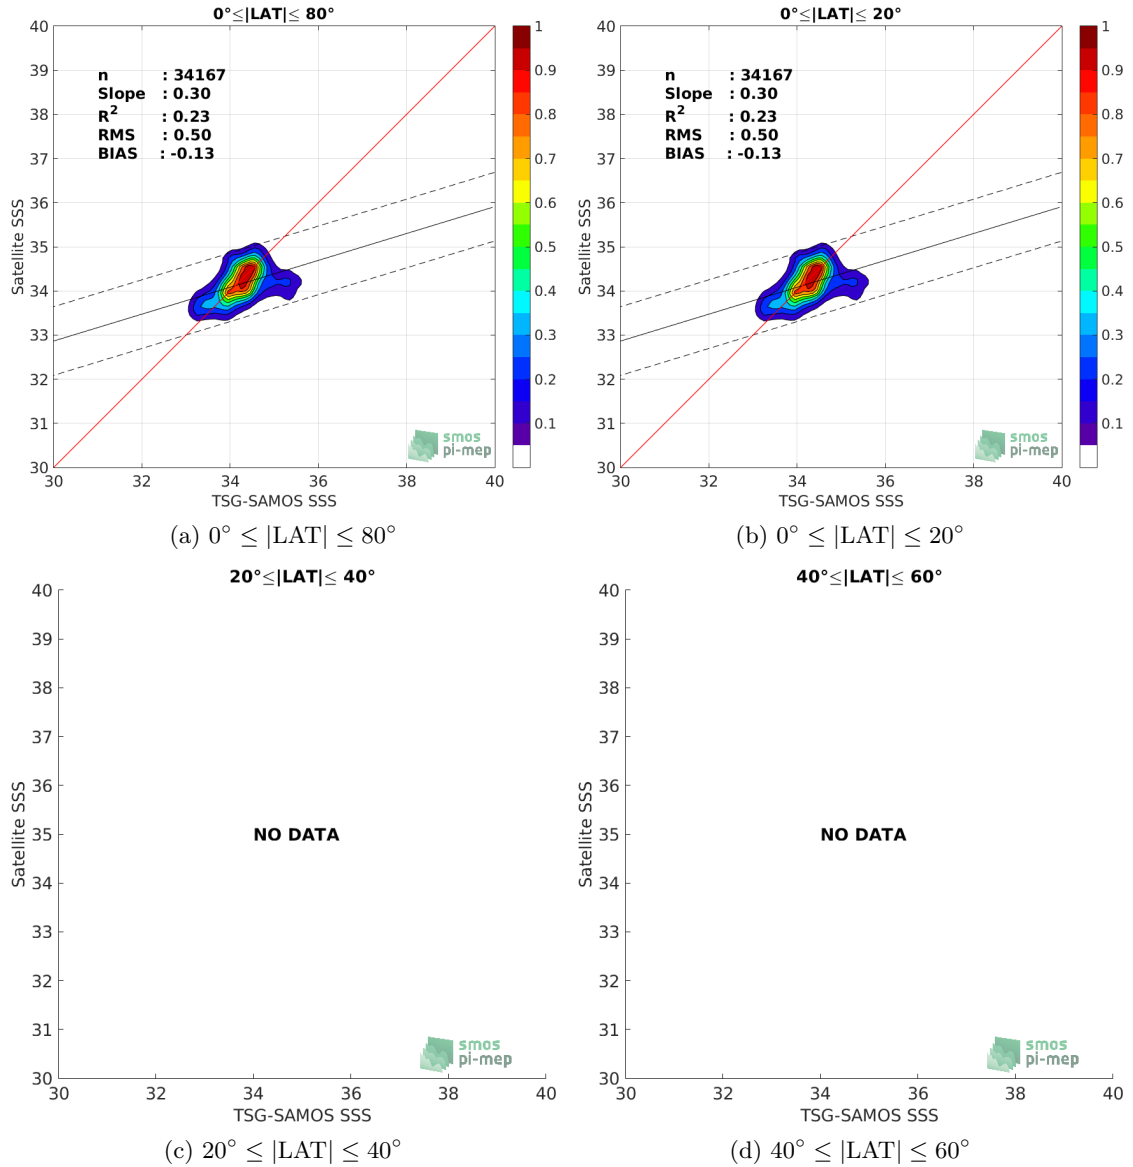 0°≤|LAT|≤ 80°
40
39
38
37
36
35
34
33
32
31
30
Satellite SSS
n : 34167
Slope : 0.30
R² : 0.23
RMS : 0.50
BIAS : -0.13
smos
pi-mep
30 32 34 36 38 40
TSG-SAMOS SSS
1
0.9
0.8
0.7
0.6
0.5
0.4
0.3
0.2
0.1
(a) 0° ≤ |LAT| ≤ 80°
0°≤|LAT|≤ 20°
40
39
38
37
36
35
34
33
32
31
30
Satellite SSS
n : 34167
Slope : 0.30
R² : 0.23
RMS : 0.50
BIAS : -0.13
smos
pi-mep
30 32 34 36 38 40
TSG-SAMOS SSS
1
0.9
0.8
0.7
0.6
0.5
0.4
0.3
0.2
0.1
(b) 0° ≤ |LAT| ≤ 20°
20°≤|LAT|≤ 40°
40
39
38
37
36
35
34
33
32
31
30
Satellite SSS
NO DATA
smos
pi-mep
30 32 34 36 38 40
TSG-SAMOS SSS
(c) 20° ≤ |LAT| ≤ 40°
40°≤|LAT|≤ 60°
40
39
38
37
36
35
34
33
32
31
30
Satellite SSS
NO DATA
smos
pi-mep
30 32 34 36 38 40
TSG-SAMOS SSS
(d) 40° ≤ |LAT| ≤ 60°